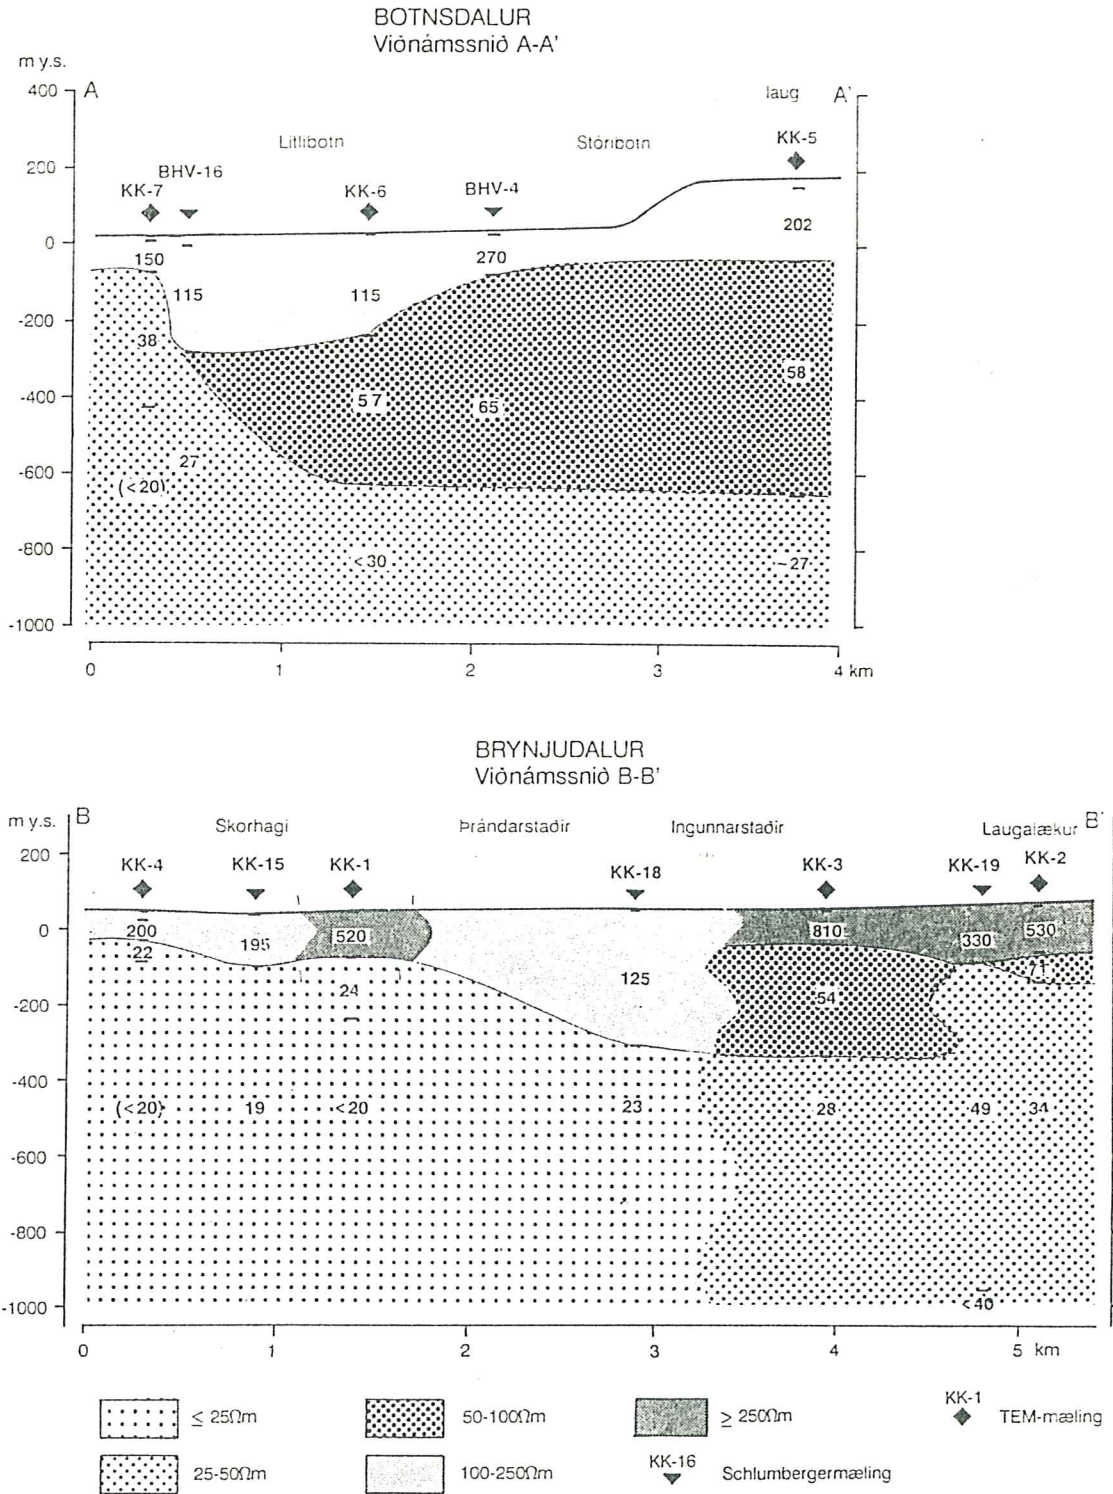 BOTNSDALUR
Viðnámssnið A-A'
m y.s.
A
laug
A'
400
Litlibotn
Stóribotn
KK-5
200
BHV-16
KK-7
KK-6
BHV-4
202
0
150
270
115
115
-200
38
57
65
58
-400
27
(<20)
-600
-800
<30
~27
-1000
0 1 2 3 4 km
BRYNJUDALUR
Viðnámssnið B-B'
m y.s.
B
B'
Skorhagi
Þrándarstaðir
Ingunnarstaðir
Laugalækur
200
KK-4
KK-15
KK-1
KK-18
KK-3
KK-19
KK-2
0
200
195
520
810
330
530
22
71
24
125
54
-200
-400
(<20)
19
<20
23
28
49
34
-600
-800
-1000
<40
0 1 2 3 4 5 km
≤ 25Ωm
50-100Ωm
≥ 250Ωm
KK-1
TEM-mæling
25-50Ωm
100-250Ωm
KK-16
Schlumbergermæling